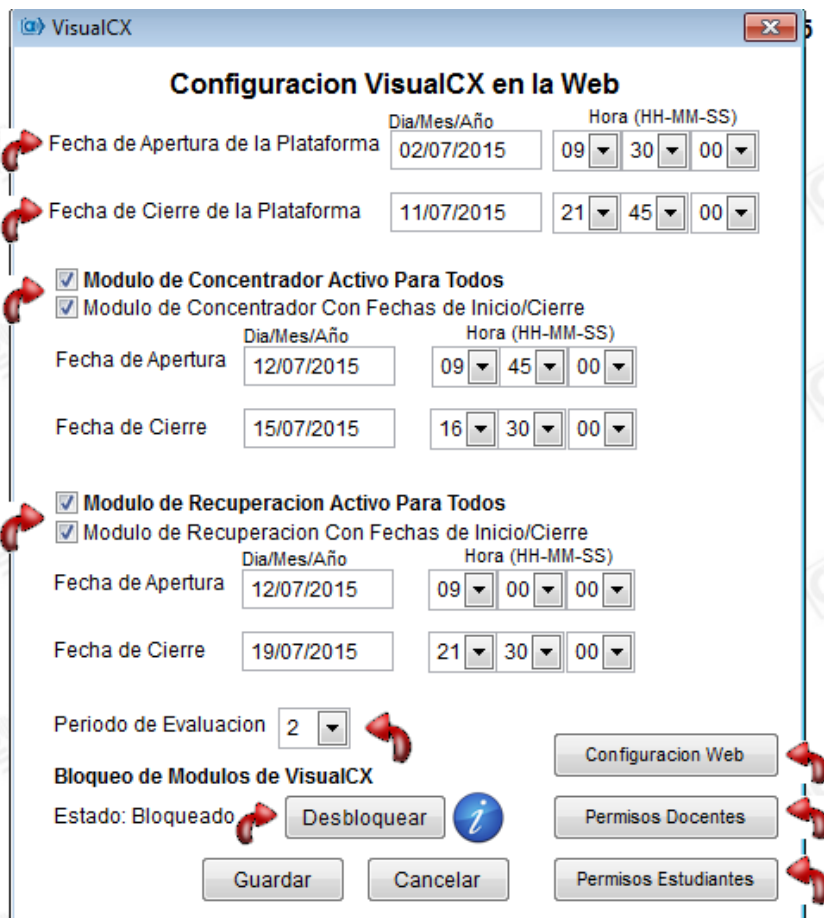 VisualCX
5
Configuracion VisualCX en la Web
Dia/Mes/Año Hora (HH-MM-SS)
Fecha de Apertura de la Plataforma 02/07/2015 09 30 00
Fecha de Cierre de la Plataforma 11/07/2015 21 45 00
Modulo de Concentrador Activo Para Todos
Modulo de Concentrador Con Fechas de Inicio/Cierre
Dia/Mes/Año Hora (HH-MM-SS)
Fecha de Apertura 12/07/2015 09 45 00
Fecha de Cierre 15/07/2015 16 30 00
Modulo de Recuperacion Activo Para Todos
Modulo de Recuperacion Con Fechas de Inicio/Cierre
Dia/Mes/Año Hora (HH-MM-SS)
Fecha de Apertura 12/07/2015 09 00 00
Fecha de Cierre 19/07/2015 21 30 00
Periodo de Evaluacion 2
Configuracion Web
Bloqueo de Modulos de VisualCX
Estado: Bloqueado Desbloquear i Permisos Docentes
Guardar Cancelar Permisos Estudiantes